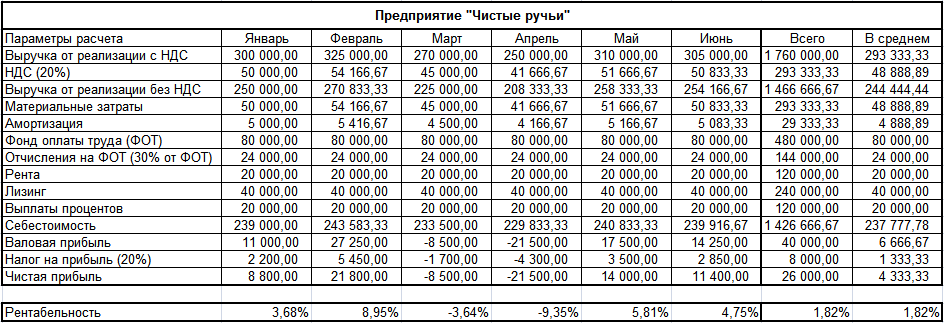 Предприятие "Чистые ручьи"
Параметры расчета Январь Февраль Март Апрель Май Июнь Всего В среднем
Выручка от реализации с НДС 300 000,00 325 000,00 270 000,00 250 000,00 310 000,00 305 000,00 1 760 000,00 293 333,33
НДС (20%) 50 000,00 54 166,67 45 000,00 41 666,67 51 666,67 50 833,33 293 333,33 48 888,89
Выручка от реализации без НДС 250 000,00 270 833,33 225 000,00 208 333,33 258 333,33 254 166,67 1 466 666,67 244 444,44
Материальные затраты 50 000,00 54 166,67 45 000,00 41 666,67 51 666,67 50 833,33 293 333,33 48 888,89
Амортизация 5 000,00 5 416,67 4 500,00 4 166,67 5 166,67 5 083,33 29 333,33 4 888,89
Фонд оплаты труда (ФОТ) 80 000,00 80 000,00 80 000,00 80 000,00 80 000,00 80 000,00 480 000,00 80 000,00
Отчисления на ФОТ (30% от ФОТ) 24 000,00 24 000,00 24 000,00 24 000,00 24 000,00 24 000,00 144 000,00 24 000,00
Рента 20 000,00 20 000,00 20 000,00 20 000,00 20 000,00 20 000,00 120 000,00 20 000,00
Лизинг 40 000,00 40 000,00 40 000,00 40 000,00 40 000,00 40 000,00 240 000,00 40 000,00
Выплаты процентов 20 000,00 20 000,00 20 000,00 20 000,00 20 000,00 20 000,00 120 000,00 20 000,00
Себестоимость 239 000,00 243 583,33 233 500,00 229 833,33 240 833,33 239 916,67 1 426 666,67 237 777,78
Валовая прибыль 11 000,00 27 250,00 -8 500,00 -21 500,00 17 500,00 14 250,00 40 000,00 6 666,67
Налог на прибыль (20%) 2 200,00 5 450,00 -1 700,00 -4 300,00 3 500,00 2 850,00 8 000,00 1 333,33
Чистая прибыль 8 800,00 21 800,00 -8 500,00 -21 500,00 14 000,00 11 400,00 26 000,00 4 333,33
Рентабельность 3,68% 8,95% -3,64% -9,35% 5,81% 4,75% 1,82% 1,82%